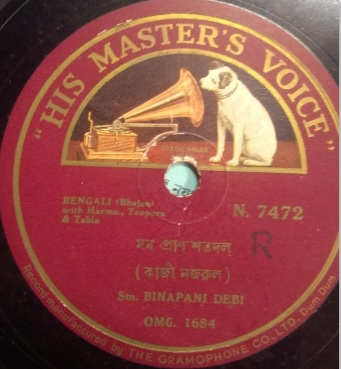 "HIS MASTER'S VOICE"
BENGALI (Bhajan)
with Harmo., Tanpura
& Tabla
N. 7472
মম প্রাণ শতদল
R
(কাজী নজরুল)
Sm. BINAPANI DEBI
OMG. 1684
Record manufactured by THE GRAMOPHONE CO., LTD., Dum Dum